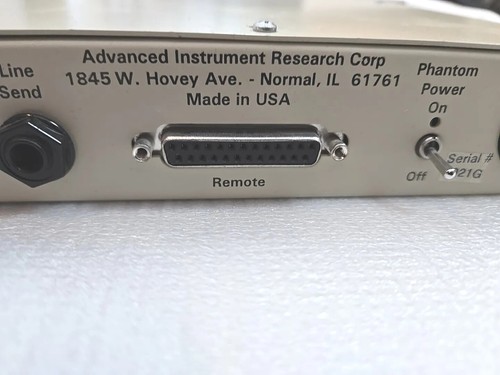 Line
Send
Advanced Instrument Research Corp
1845 W. Hovey Ave. - Normal, IL 61761
Made in USA
Remote
Phantom
Power
On
Off
Serial #
021G